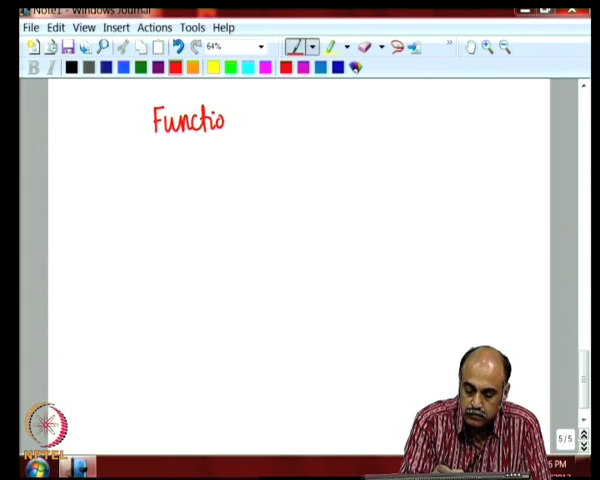 Note1 - Windows Journal
File Edit View Insert Actions Tools Help
64%
B I
Functio
5/5
NPTEL